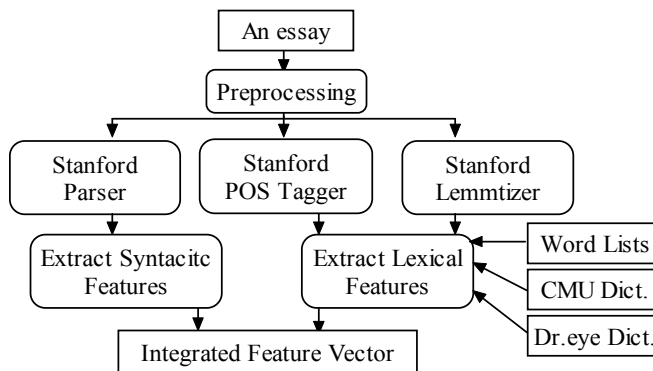 An essay
Preprocessing
Stanford
Parser
Stanford
POS Tagger
Stanford
Lemmtizer
Extract Syntacitc
Features
Extract Lexical
Features
Word Lists
CMU Dict.
Dr.eye Dict.
Integrated Feature Vector